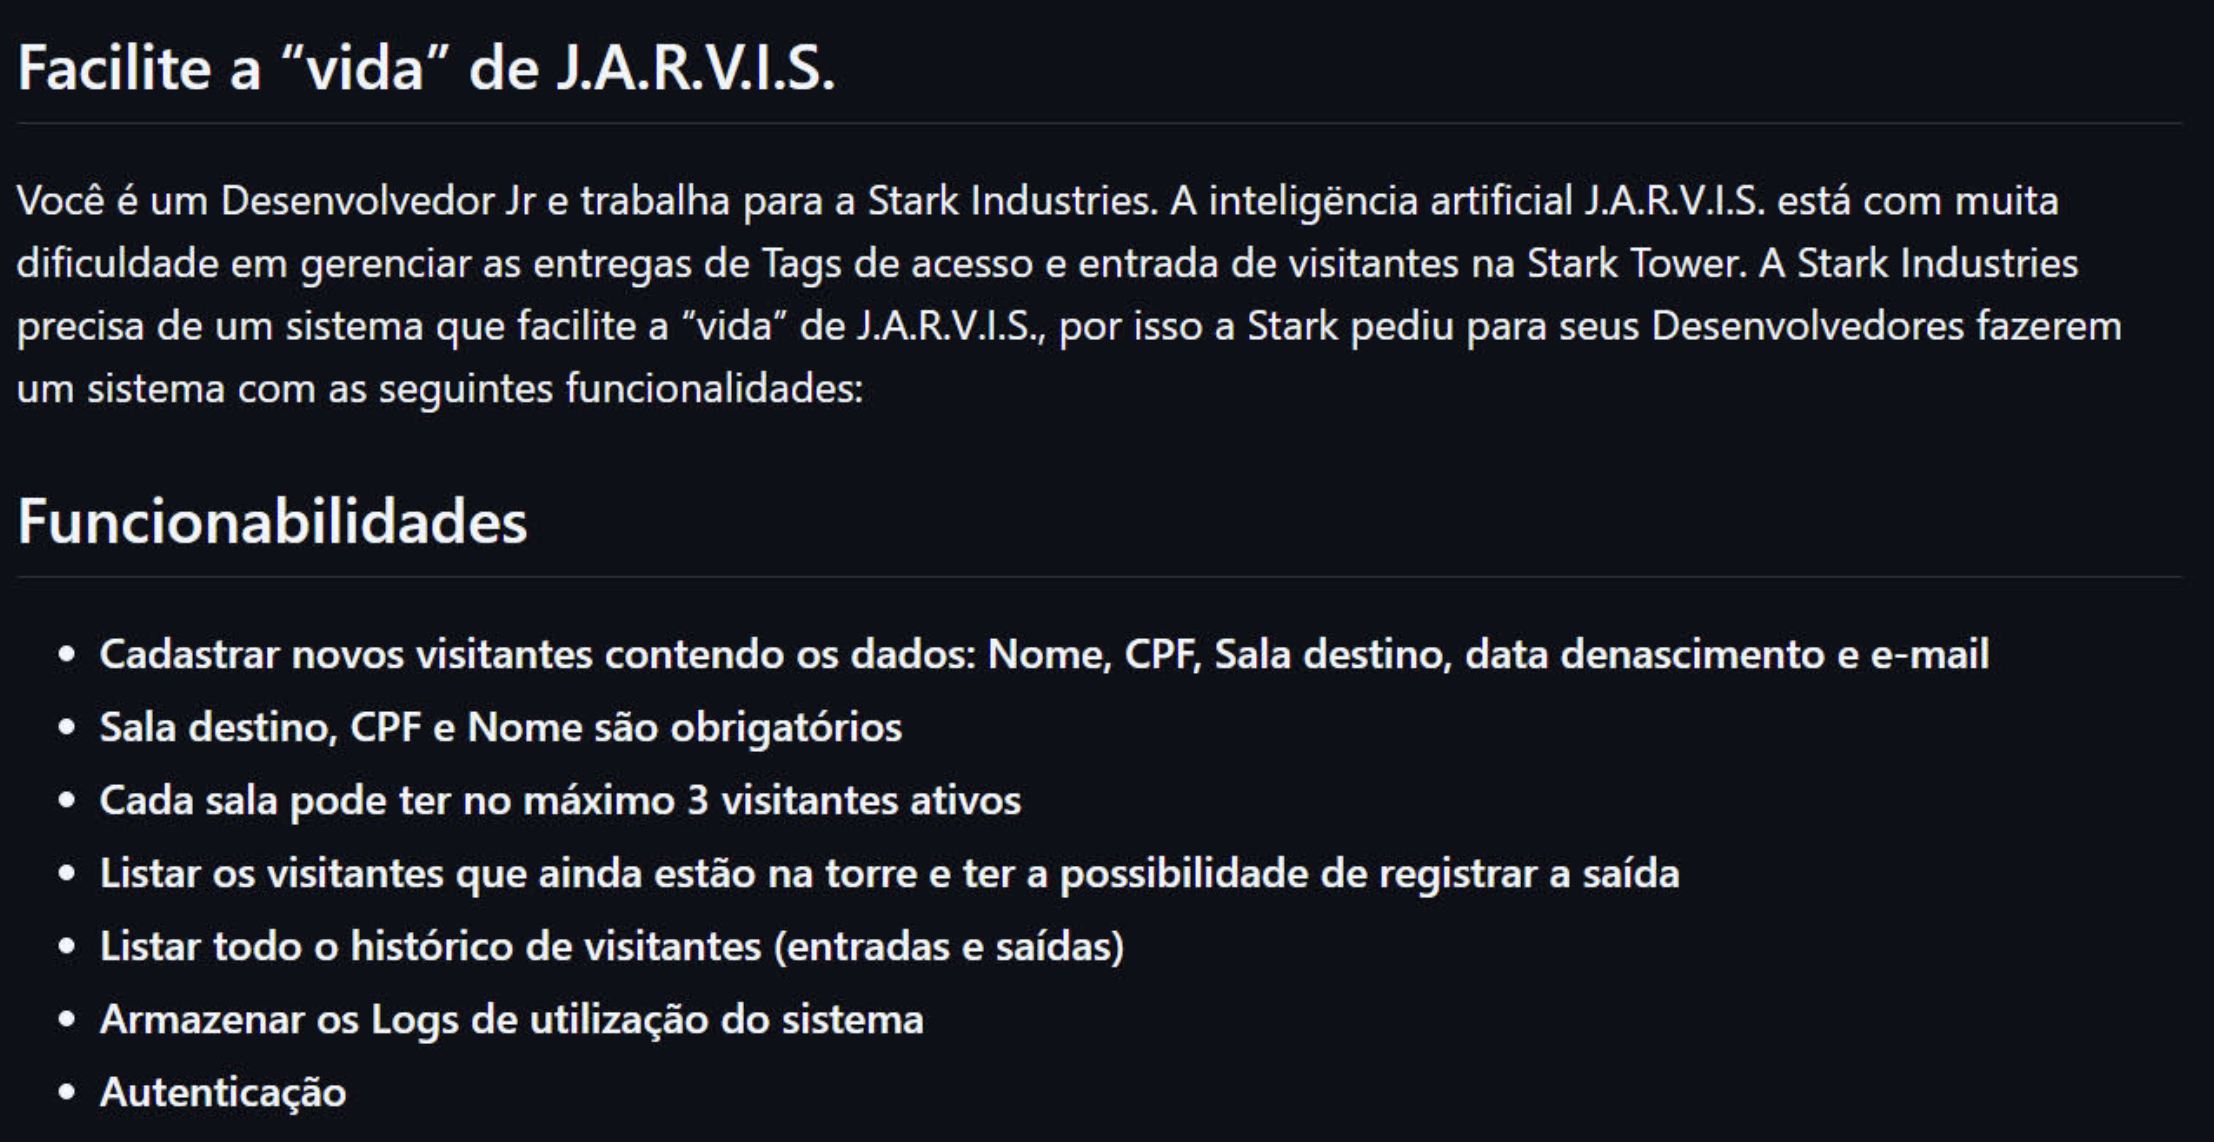 Facilite a “vida” de J.A.R.V.I.S.
Você é um Desenvolvedor Jr e trabalha para a Stark Industries. A inteligëncia artificial J.A.R.V.I.S. está com muita
dificuldade em gerenciar as entregas de Tags de acesso e entrada de visitantes na Stark Tower. A Stark Industries
precisa de um sistema que facilite a “vida” de J.A.R.V.I.S., por isso a Stark pediu para seus Desenvolvedores fazerem
um sistema com as seguintes funcionalidades:
Funcionabilidades
• Cadastrar novos visitantes contendo os dados: Nome, CPF, Sala destino, data denascimento e e-mail
• Sala destino, CPF e Nome são obrigatórios
• Cada sala pode ter no máximo 3 visitantes ativos
• Listar os visitantes que ainda estão na torre e ter a possibilidade de registrar a saída
• Listar todo o histórico de visitantes (entradas e saídas)
• Armazenar os Logs de utilização do sistema
• Autenticação